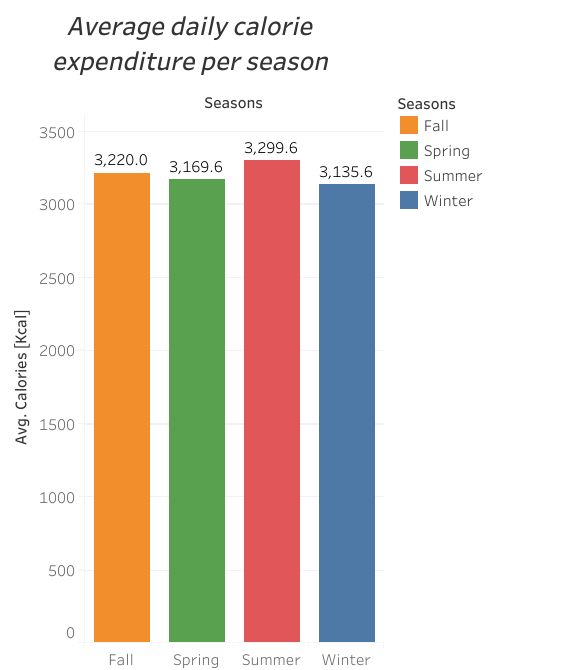 Average daily calorie
expenditure per season
Seasons
Seasons
Fall
Spring
Summer
Winter
3500
3000
2500
2000
1500
1000
500
0
Avg. Calories [Kcal]
3,220.0
3,169.6
3,299.6
3,135.6
Fall
Spring
Summer
Winter